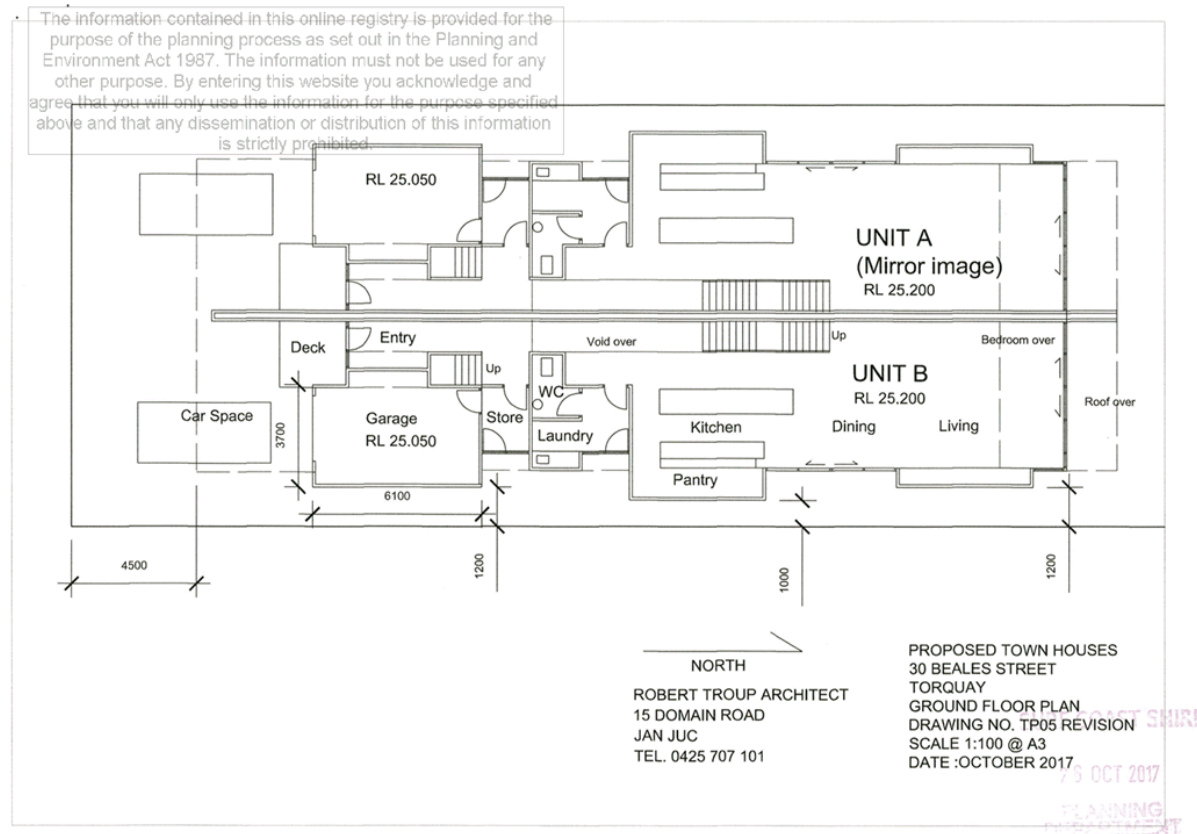 The information contained in this online registry is provided for the
purpose of the planning process as set out in the Planning and
Environment Act 1987. The information must not be used for any
other purpose. By entering this website you acknowledge and
agree that you will only use the information for the purpose specified
above and that any dissemination or distribution of this information
is strictly prohibited.
RL 25.050
UNIT A
(Mirror image)
RL 25.200
Deck
Entry
Void over
Up
Bedroom over
Up
UNIT B
RL 25.200
WC
Roof over
Car Space
3700
Garage
RL 25.050
Store
Laundry
Kitchen
Dining
Living
Pantry
6100
4500
1200
1000
1200
NORTH
ROBERT TROUP ARCHITECT
15 DOMAIN ROAD
JAN JUC
TEL. 0425 707 101
PROPOSED TOWN HOUSES
30 BEALES STREET
TORQUAY
GROUND FLOOR PLAN
DRAWING NO. TP05 REVISION
SCALE 1:100 @ A3
DATE :OCTOBER 2017
COAST SHIRE
OCT 2017
PLANNING
DEPARTMENT